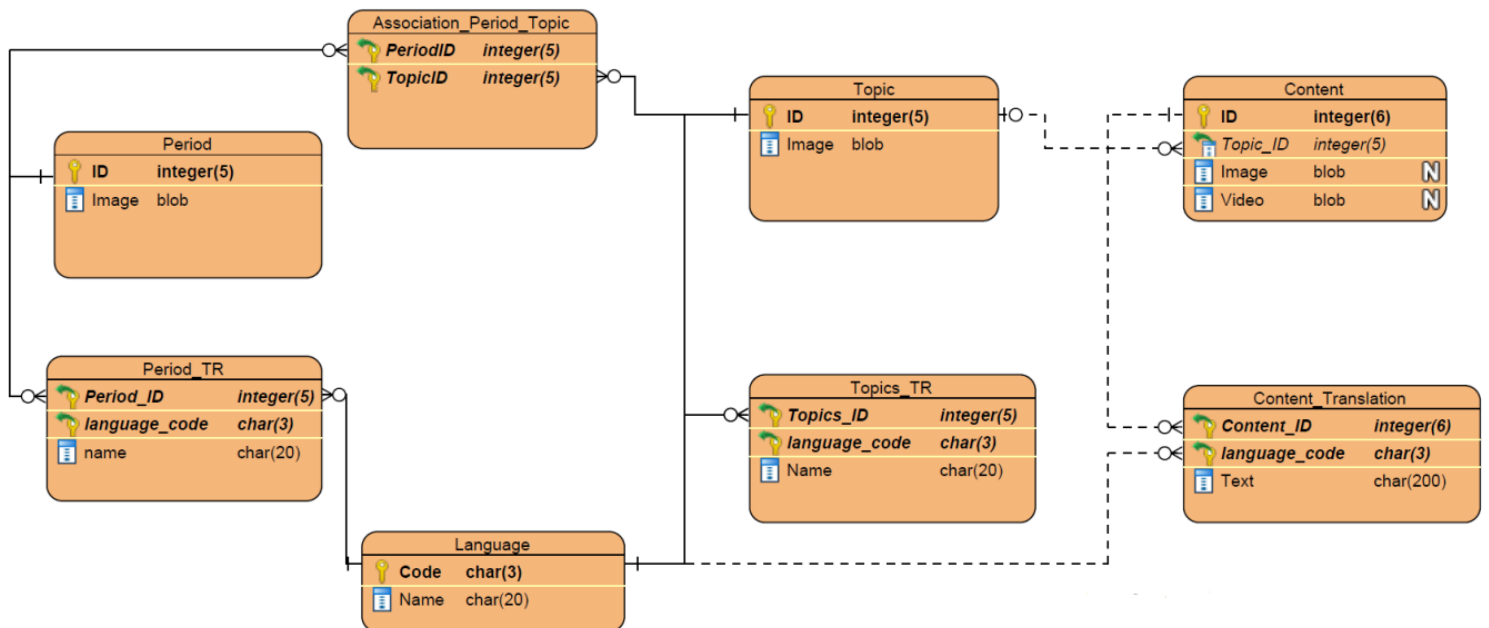 Association_Period_Topic
PeriodID integer(5)
TopicID integer(5)
Period
ID integer(5)
Image blob
Topic
ID integer(5)
Image blob
Content
ID integer(6)
Topic_ID integer(5)
Image blob N
Video blob N
Period_TR
Period_ID integer(5)
language_code char(3)
name char(20)
Topics_TR
Topics_ID integer(5)
language_code char(3)
Name char(20)
Content_Translation
Content_ID integer(6)
language_code char(3)
Text char(200)
Language
Code char(3)
Name char(20)